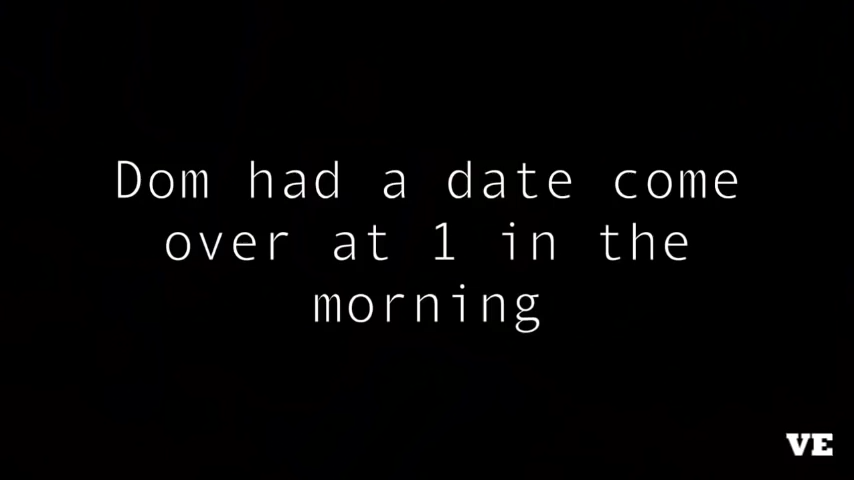 Dom had a date come
over at 1 in the
morning
VE